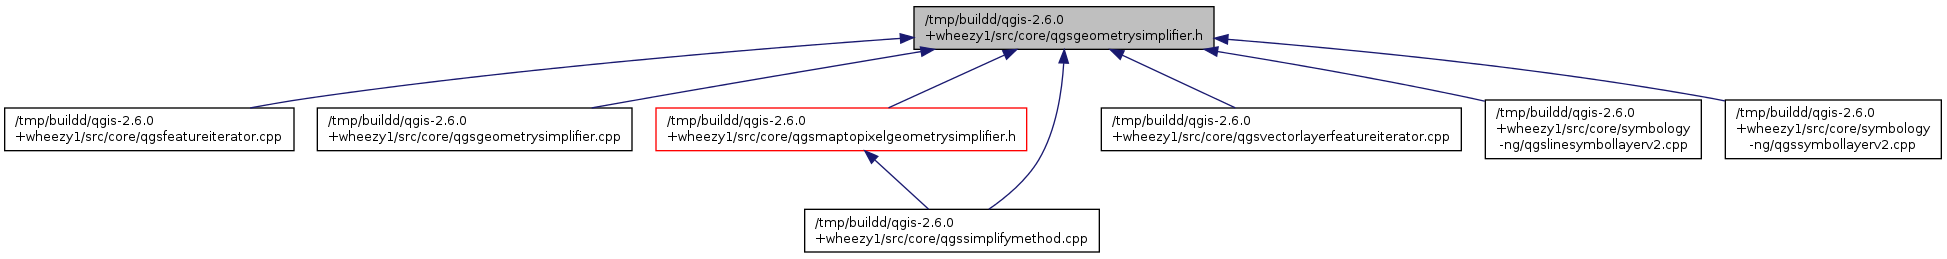 /tmp/buildd/qgis-2.6.0
+wheezy1/src/core/qgsgeometrysimplifier.h
/tmp/buildd/qgis-2.6.0
+wheezy1/src/core/qgsfeatureiterator.cpp
/tmp/buildd/qgis-2.6.0
+wheezy1/src/core/qgsgeometrysimplifier.cpp
/tmp/buildd/qgis-2.6.0
+wheezy1/src/core/qgsmaptopixelgeometrysimplifier.h
/tmp/buildd/qgis-2.6.0
+wheezy1/src/core/qgsvectorlayerfeatureiterator.cpp
/tmp/buildd/qgis-2.6.0
+wheezy1/src/core/symbology
-ng/qgslinesymbollayerv2.cpp
/tmp/buildd/qgis-2.6.0
+wheezy1/src/core/symbology
-ng/qgssymbollayerv2.cpp
/tmp/buildd/qgis-2.6.0
+wheezy1/src/core/qgssimplifymethod.cpp